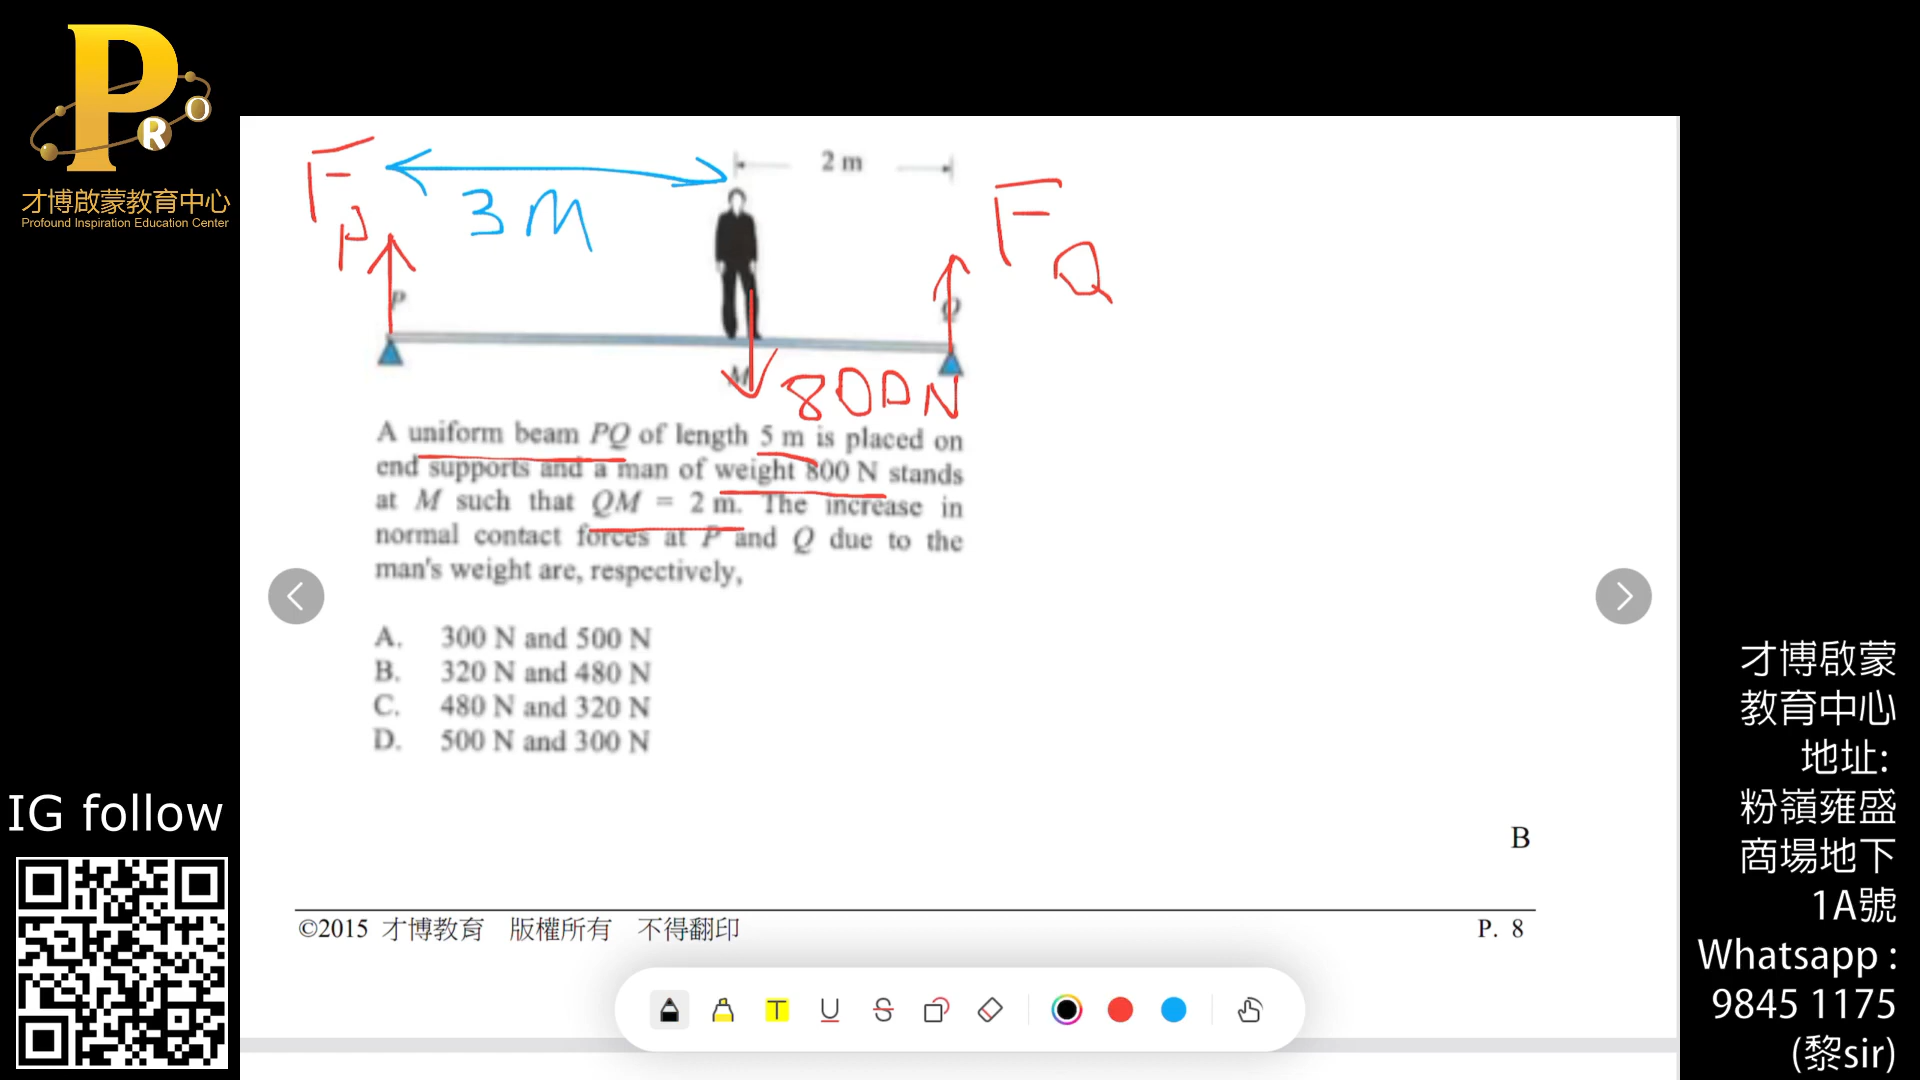 PRO
才博啟蒙教育中心
Profound Inspiration Education Center
FP
3M
2 m
FQ
P
Q
M
800N
A uniform beam PQ of length 5 m is placed on
end supports and a man of weight 800 N stands
at M such that QM = 2 m. The increase in
normal contact forces at P and Q due to the
man's weight are, respectively,
A. 300 N and 500 N
B. 320 N and 480 N
C. 480 N and 320 N
D. 500 N and 300 N
B
©2015 才博教育 版權所有 不得翻印
P. 8
T
U
S
IG follow
才博啟蒙
教育中心
地址:
粉嶺雍盛
商場地下
1A號
Whatsapp :
9845 1175
(黎sir)